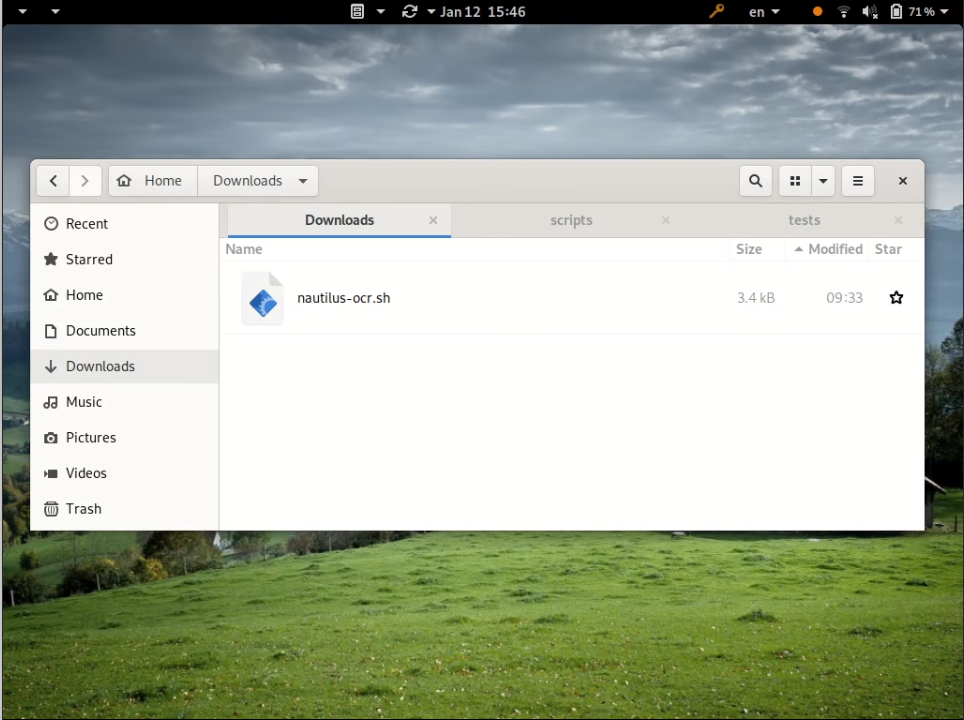 Jan 12 15:46
en
71 %
Home
Downloads
Recent
Starred
Home
Documents
Downloads
Music
Pictures
Videos
Trash
Downloads
scripts
tests
Name
Size
Modified
Star
nautilus-ocr.sh
3.4 kB
09:33